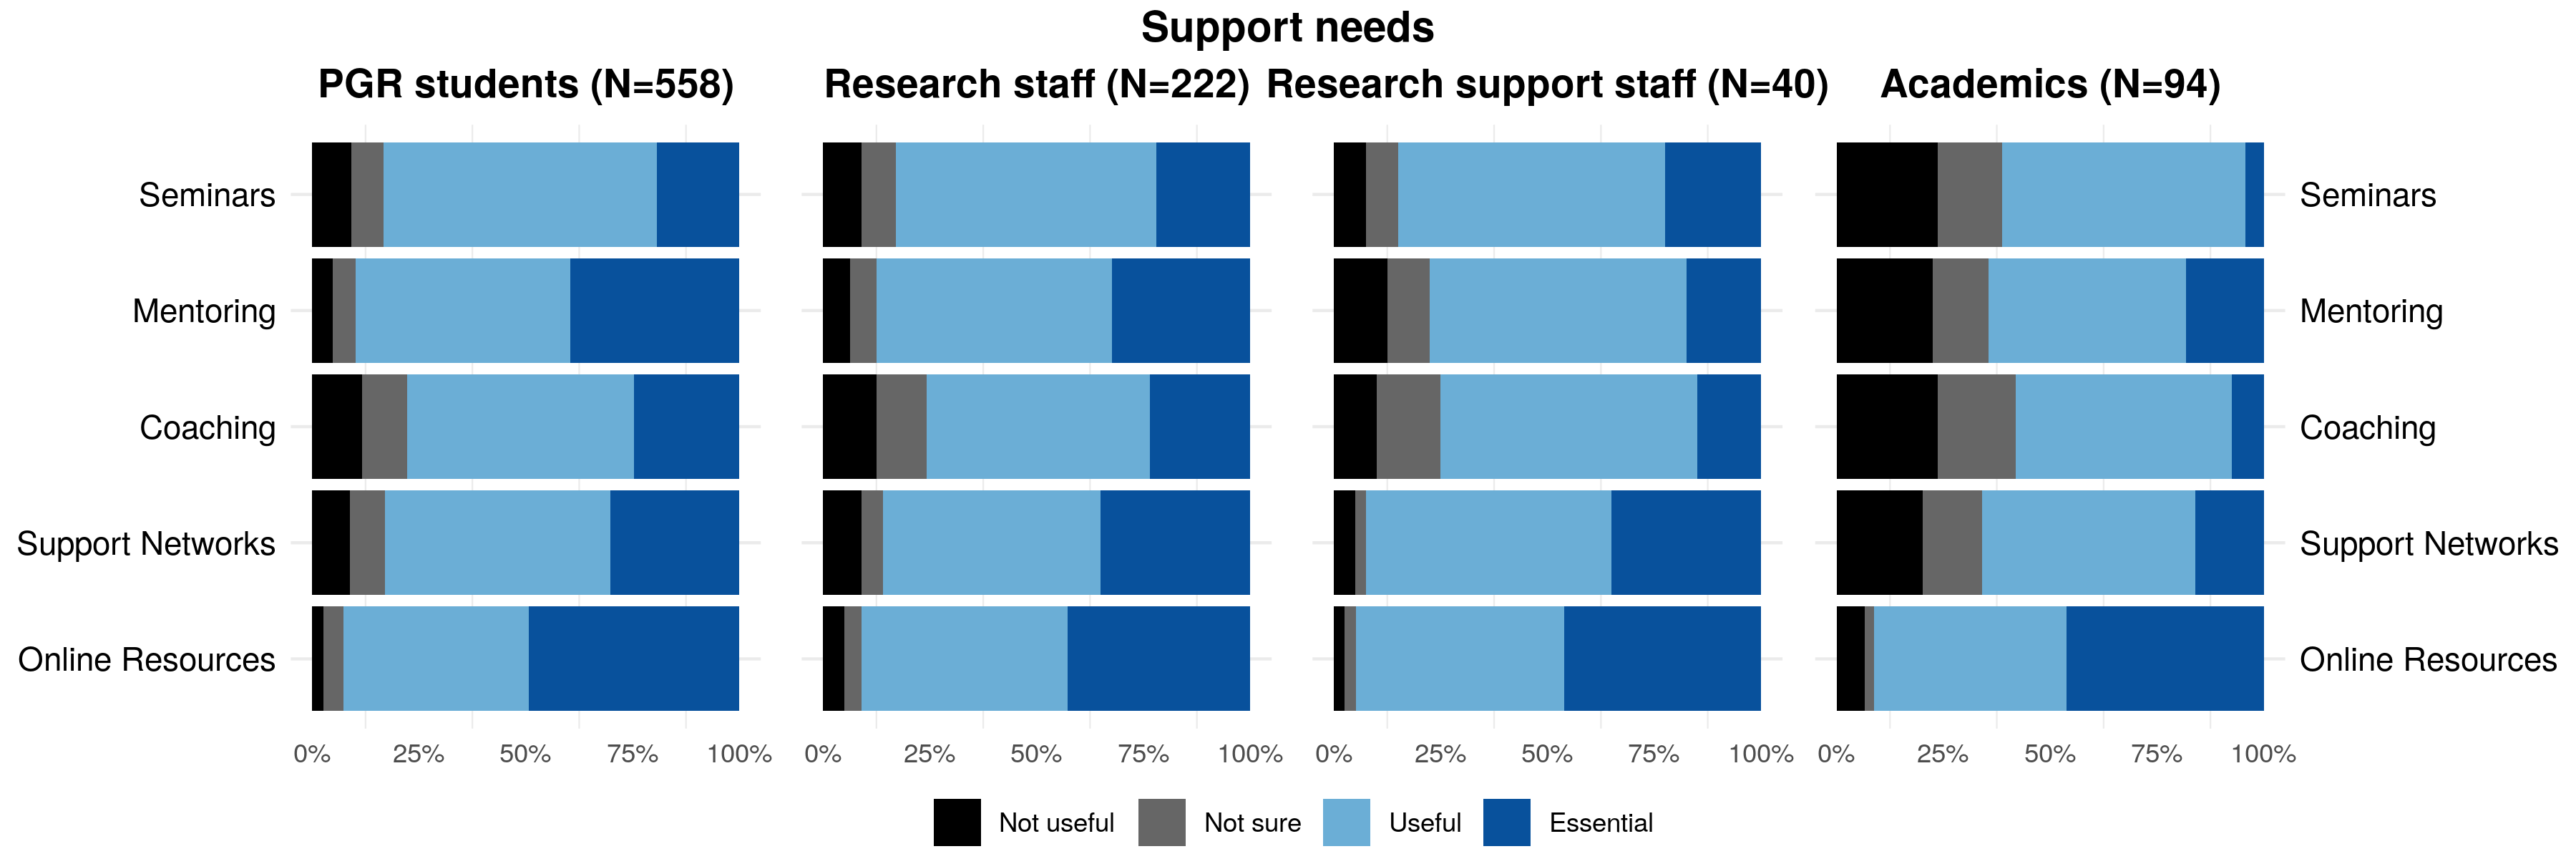 Support needs
PGR students (N=558)
Research staff (N=222)
Research support staff (N=40)
Academics (N=94)
Seminars
Mentoring
Coaching
Support Networks
Online Resources
Seminars
Mentoring
Coaching
Support Networks
Online Resources
0% 25% 50% 75% 100%
0% 25% 50% 75% 100%
0% 25% 50% 75% 100%
0% 25% 50% 75% 100%
Not useful
Not sure
Useful
Essential